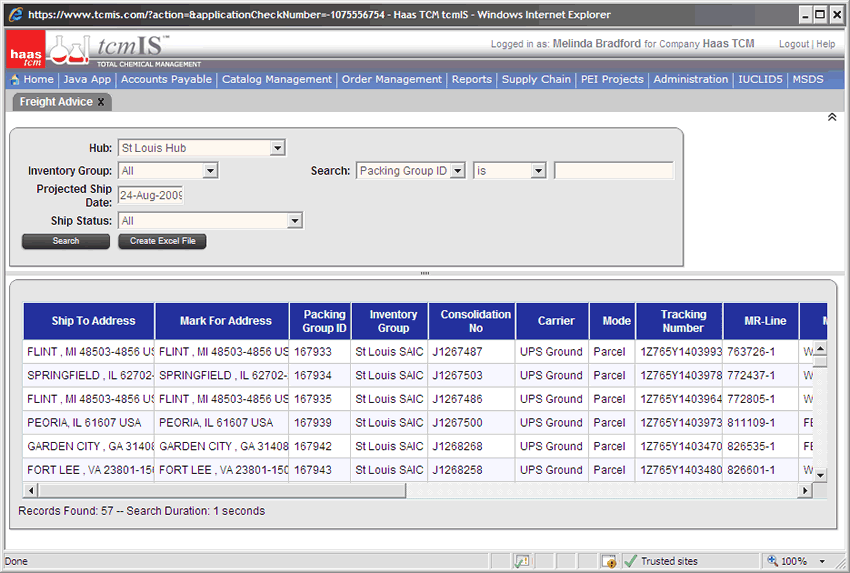 https://www.tcmis.com/?action=&applicationCheckNumber=-1075556754 - Haas TCM tcmIS - Windows Internet Explorer
haas tcm
tcmIS™
TOTAL CHEMICAL MANAGEMENT
Logged in as: Melinda Bradford for Company Haas TCM Logout | Help
Home | Java App | Accounts Payable | Catalog Management | Order Management | Reports | Supply Chain | PEI Projects | Administration | IUCLID5 | MSDS
Freight Advice X
Hub: St Louis Hub
Inventory Group: All Search: Packing Group ID is
Projected Ship Date: 24-Aug-2009
Ship Status: All
Search Create Excel File
Ship To Address Mark For Address Packing Group ID Inventory Group Consolidation No Carrier Mode Tracking Number MR-Line
FLINT , MI 48503-4856 US FLINT , MI 48503-4856 US 167933 St Louis SAIC J1267487 UPS Ground Parcel 1Z765Y1403993 763726-1 W
SPRINGFIELD , IL 62702- SPRINGFIELD , IL 62702- 167934 St Louis SAIC J1267503 UPS Ground Parcel 1Z765Y1403978 772437-1 W
FLINT , MI 48503-4856 US FLINT , MI 48503-4856 US 167935 St Louis SAIC J1267486 UPS Ground Parcel 1Z765Y1403964 772805-1 W
PEORIA, IL 61607 USA PEORIA, IL 61607 USA 167939 St Louis SAIC J1267500 UPS Ground Parcel 1Z765Y1403973 811109-1 FE
GARDEN CITY , GA 31408 GARDEN CITY , GA 31408 167942 St Louis SAIC J1268268 UPS Ground Parcel 1Z765Y1403470 826535-1 FE
FORT LEE , VA 23801-150 FORT LEE , VA 23801-150 167943 St Louis SAIC J1268258 UPS Ground Parcel 1Z765Y1403480 826601-1 W
Records Found: 57 -- Search Duration: 1 seconds
Done Trusted sites 100%